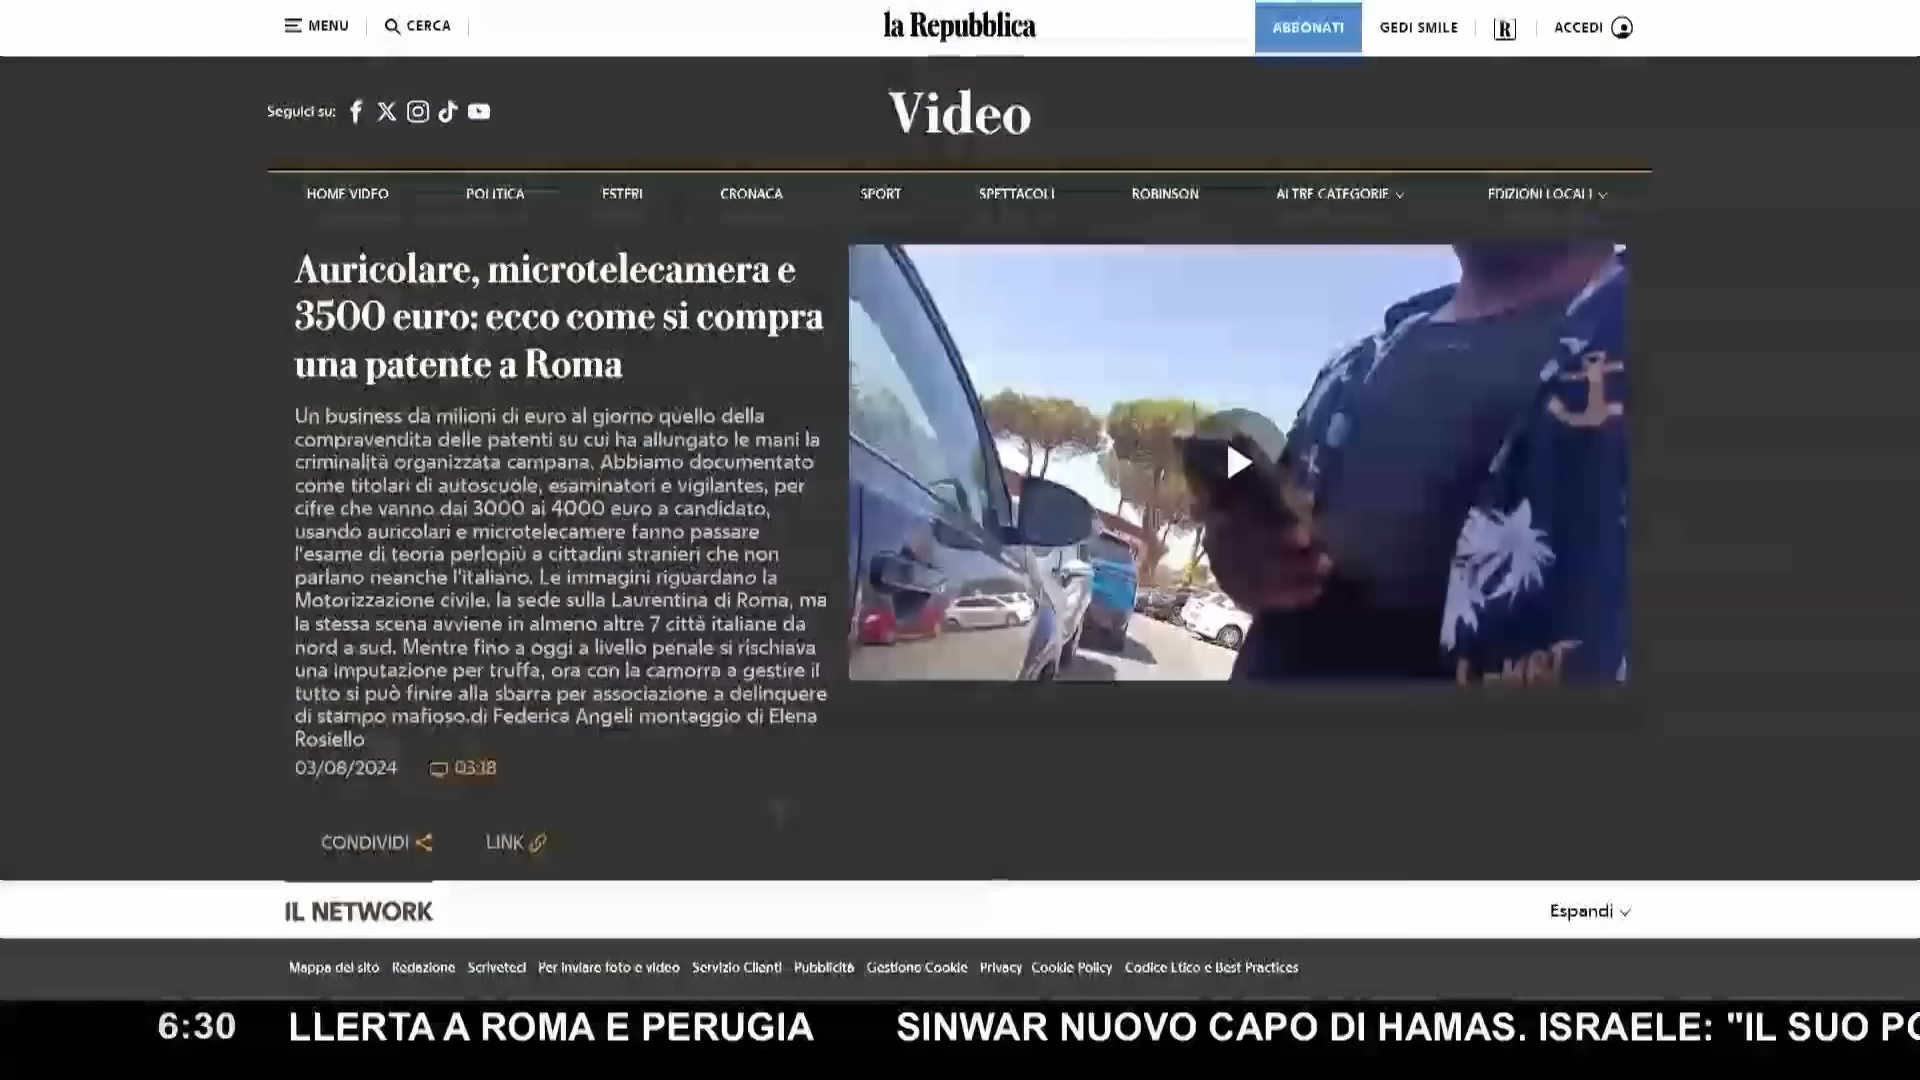 MENU CERCA la Repubblica ABBONATI GEDI SMILE R ACCEDI
Seguici su: Video
HOME VIDEO POLITICA ESTERI CRONACA SPORT SPETTACOLI ROBINSON ALTRE CATEGORIE EDIZIONI LOCALI
Auricolare, microtelecamera e
3500 euro: ecco come si compra
una patente a Roma
Un business da milioni di euro al giorno quello della
compravendita delle patenti su cui ha allungato le mani la
criminalità organizzata campana. Abbiamo documentato
come titolari di autoscuole, esaminatori e vigilantes, per
cifre che vanno dai 3000 ai 4000 euro a candidato,
usando auricolari e microtelecamere fanno passare
l'esame di teoria perlopiù a cittadini stranieri che non
parlano neanche l'italiano. Le immagini riguardano la
Motorizzazione civile, la sede sulla Laurentina di Roma, ma
la stessa scena avviene in almeno altre 7 città italiane da
nord a sud. Mentre fino a oggi a livello penale si rischiava
una imputazione per truffa, ora con la camorra a gestire il
tutto si può finire alla sbarra per associazione a delinquere
di stampo mafioso.di Federica Angeli montaggio di Elena
Rosiello
03/08/2024 03:18
CONDIVIDI LINK
IL NETWORK Espandi
Mappa del sito Redazione Scriveteci Per inviare foto e video Servizio Clienti Pubblicità Gestione Cookie Privacy Cookie Policy Codice Etico e Best Practices
6:30 LLERTA A ROMA E PERUGIA SINWAR NUOVO CAPO DI HAMAS. ISRAELE: "IL SUO PO